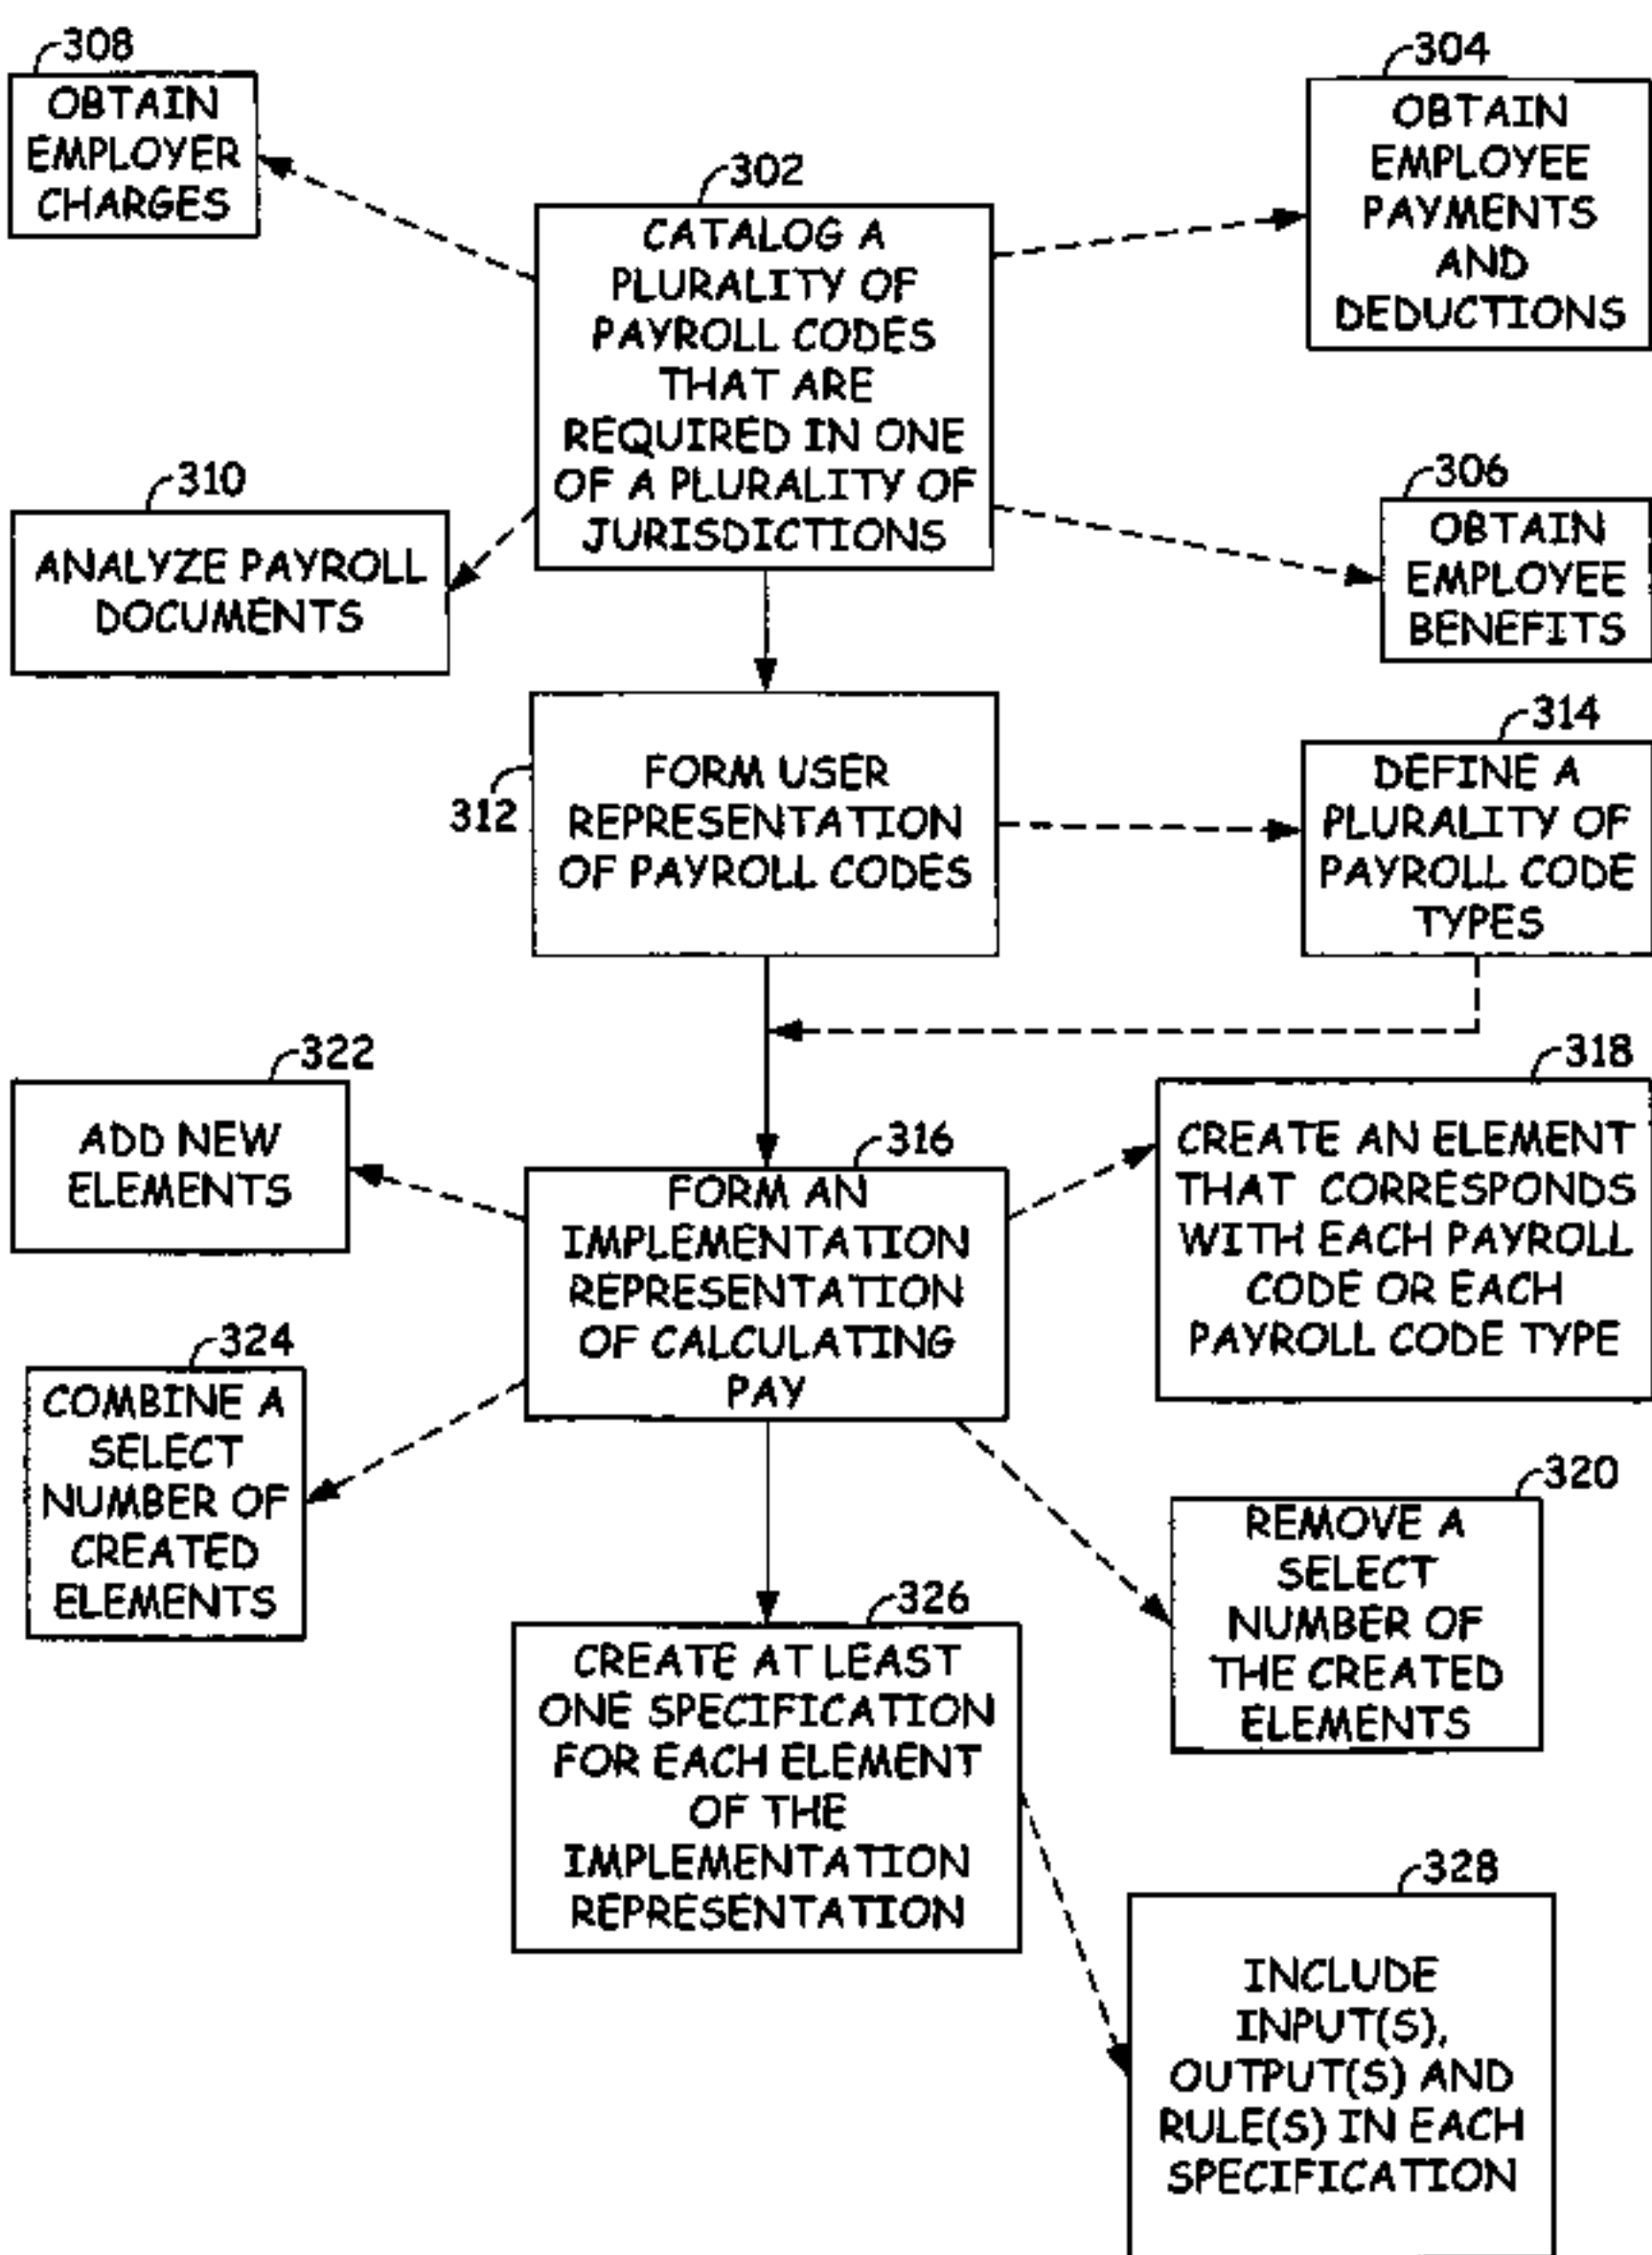 308
OBTAIN
EMPLOYER
CHARGES
304
OBTAIN
EMPLOYEE
PAYMENTS
AND
DEDUCTIONS
302
CATALOG A
PLURALITY OF
PAYROLL CODES
THAT ARE
REQUIRED IN ONE
OF A PLURALITY OF
JURISDICTIONS
310
ANALYZE PAYROLL
DOCUMENTS
306
OBTAIN
EMPLOYEE
BENEFITS
312
FORM USER
REPRESENTATION
OF PAYROLL CODES
314
DEFINE A
PLURALITY OF
PAYROLL CODE
TYPES
322
ADD NEW
ELEMENTS
316
FORM AN
IMPLEMENTATION
REPRESENTATION
OF CALCULATING
PAY
318
CREATE AN ELEMENT
THAT CORRESPONDS
WITH EACH PAYROLL
CODE OR EACH
PAYROLL CODE TYPE
324
COMBINE A
SELECT
NUMBER OF
CREATED
ELEMENTS
320
REMOVE A
SELECT
NUMBER OF
THE CREATED
ELEMENTS
326
CREATE AT LEAST
ONE SPECIFICATION
FOR EACH ELEMENT
OF THE
IMPLEMENTATION
REPRESENTATION
328
INCLUDE
INPUT(S),
OUTPUT(S) AND
RULE(S) IN EACH
SPECIFICATION